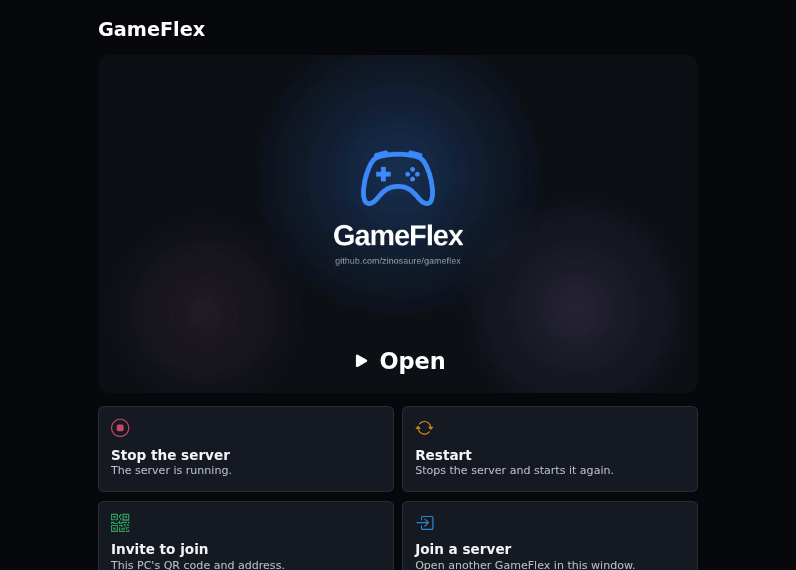 GameFlex
GameFlex
github.com/zinosaure/gameflex
Open
Stop the server
The server is running.
Restart
Stops the server and starts it again.
Invite to join
This PC's QR code and address.
Join a server
Open another GameFlex in this window.